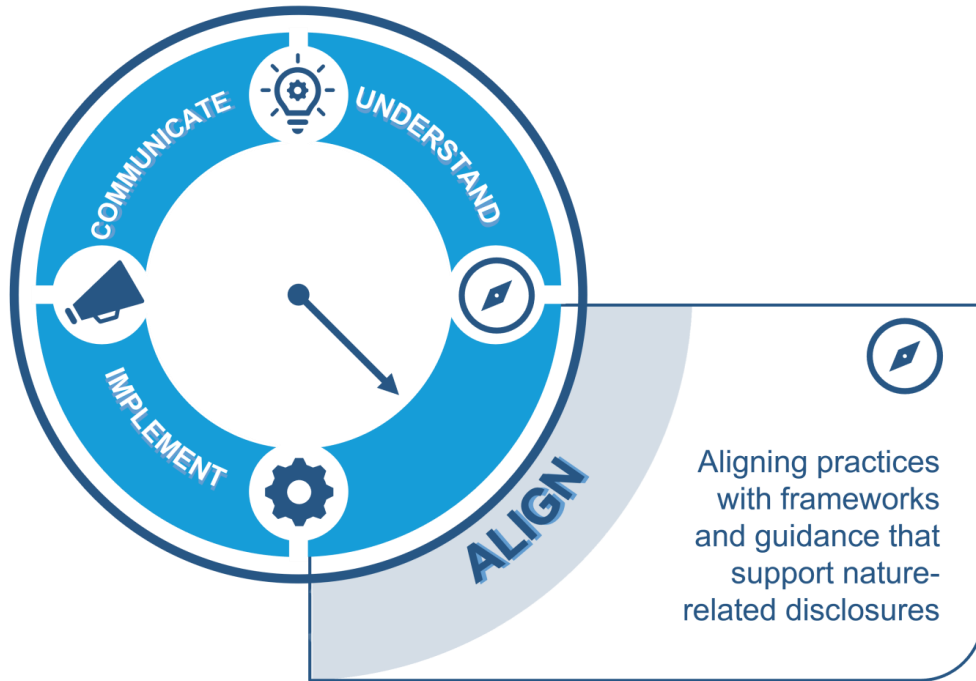 COMMUNICATE
UNDERSTAND
IMPLEMENT
ALIGN
Aligning practices
with frameworks
and guidance that
support nature-
related disclosures